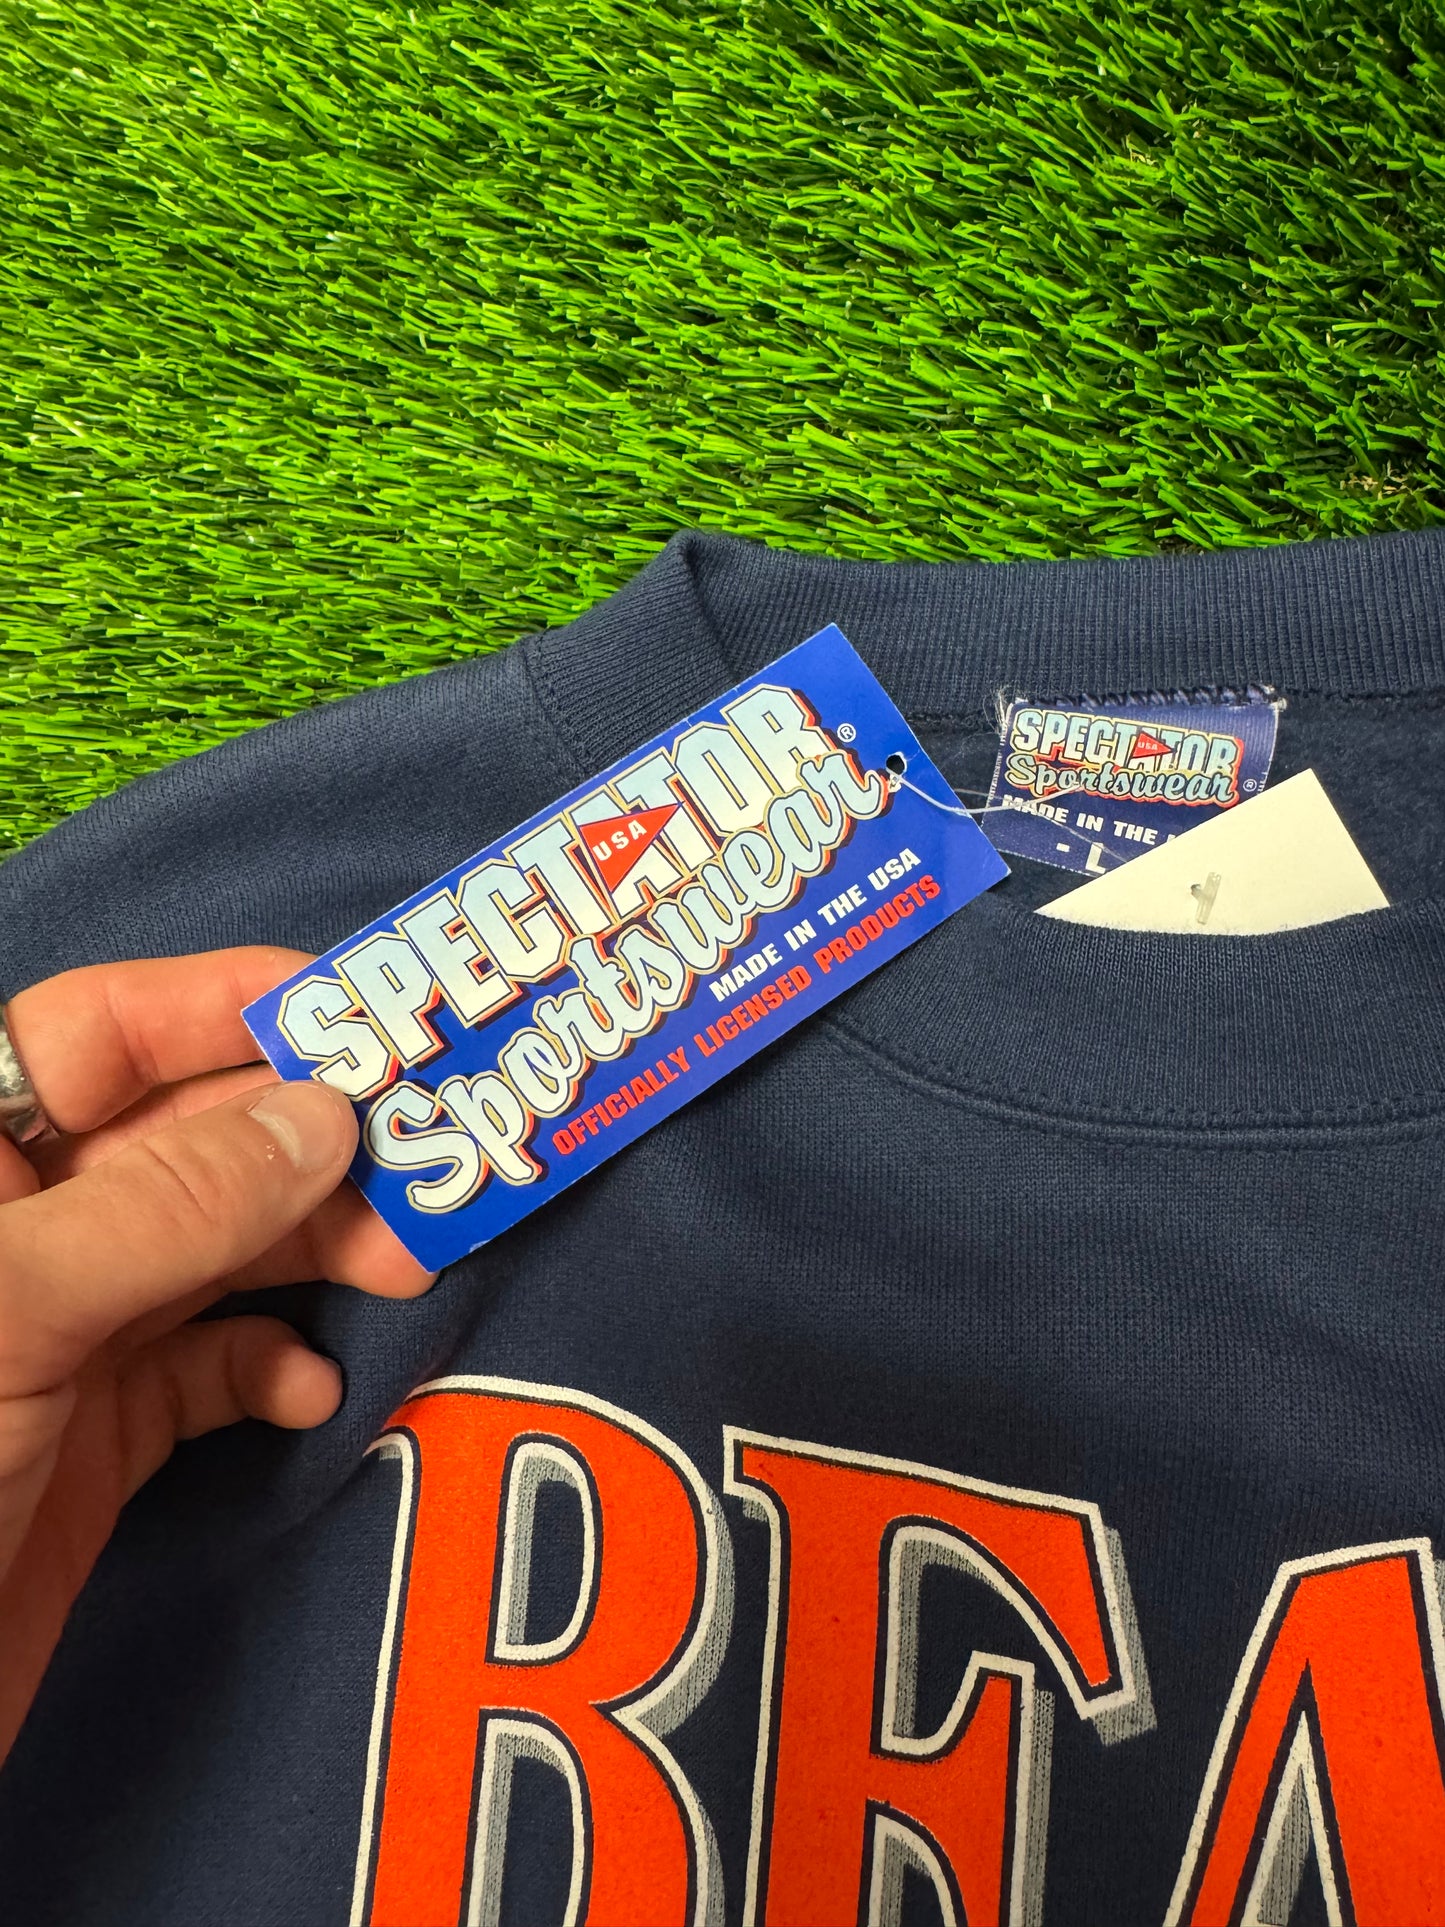 SPECTATOR ®
USA
Sportswear
MADE IN THE USA
OFFICIALLY LICENSED PRODUCTS
SPECTATOR
USA
Sportswear ®
MADE IN THE
- L
BEA